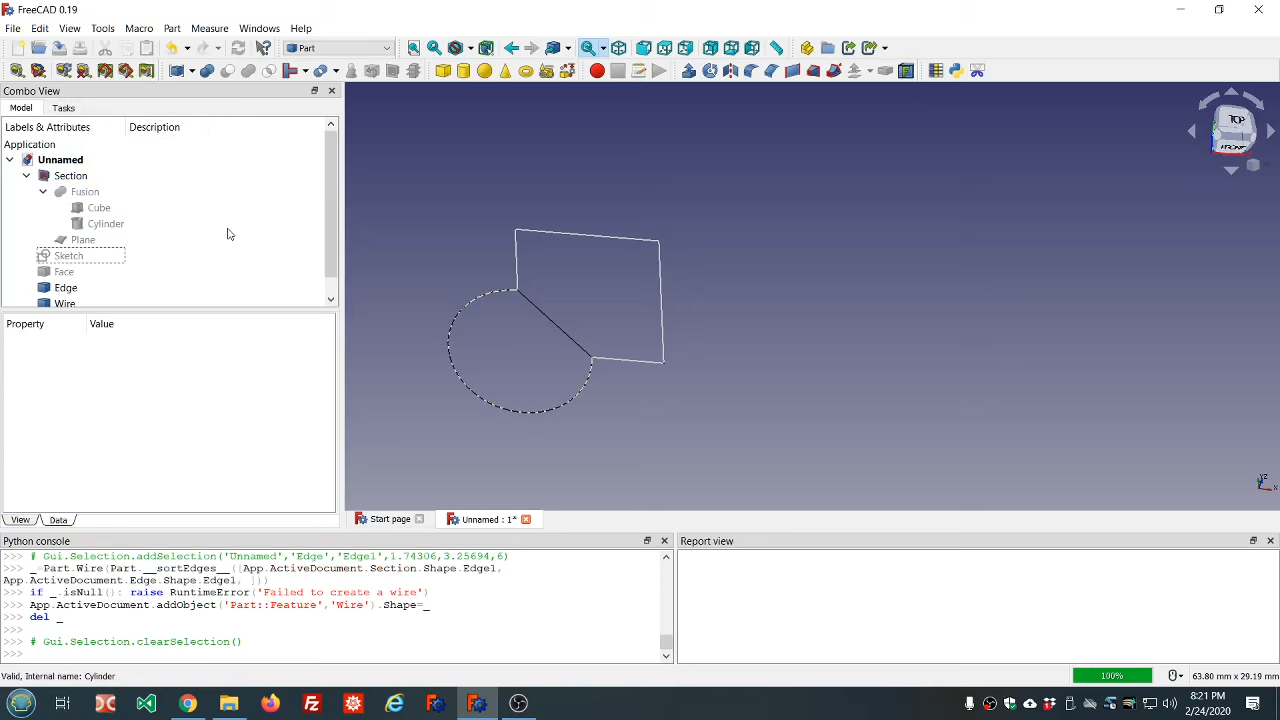 FreeCAD 0.19
File Edit View Tools Macro Part Measure Windows Help
Part
Combo View
Model Tasks
Labels & Attributes Description
Application
Unnamed
Section
Fusion
Cube
Cylinder
Plane
Sketch
Face
Edge
Wire
Property Value
View Data
TOP
FRONT
Start page Unnamed : 1*
Python console
>>> # Gui.Selection.addSelection('Unnamed','Edge','Edge1',1.74306,3.25694,6)
>>> _=Part.Wire(Part.__sortEdges__([App.ActiveDocument.Section.Shape.Edge1,
App.ActiveDocument.Edge.Shape.Edge1, ]))
>>> if _.isNull(): raise RuntimeError('Failed to create a wire')
>>> App.ActiveDocument.addObject('Part::Feature','Wire').Shape=_
>>> del _
>>>
>>> # Gui.Selection.clearSelection()
>>>
Report view
Valid, Internal name: Cylinder
100%
63.80 mm x 29.19 mm
8:21 PM
2/24/2020